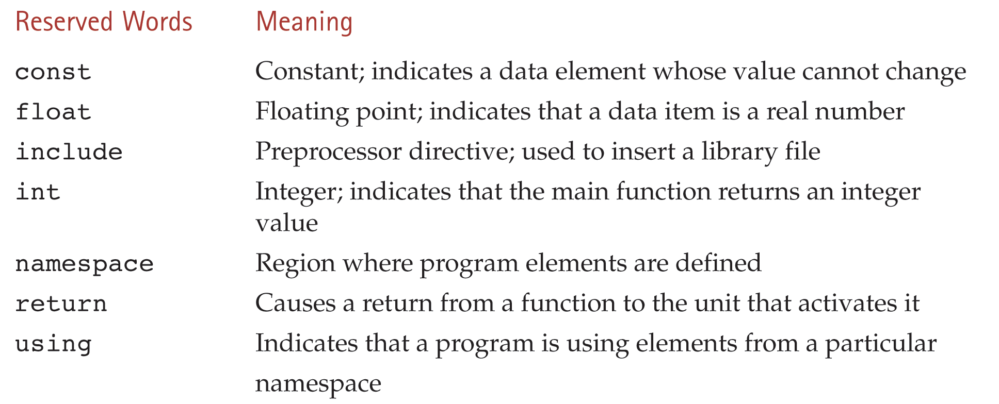 Reserved Words Meaning
const Constant; indicates a data element whose value cannot change
float Floating point; indicates that a data item is a real number
include Preprocessor directive; used to insert a library file
int Integer; indicates that the main function returns an integer
value
namespace Region where program elements are defined
return Causes a return from a function to the unit that activates it
using Indicates that a program is using elements from a particular
namespace